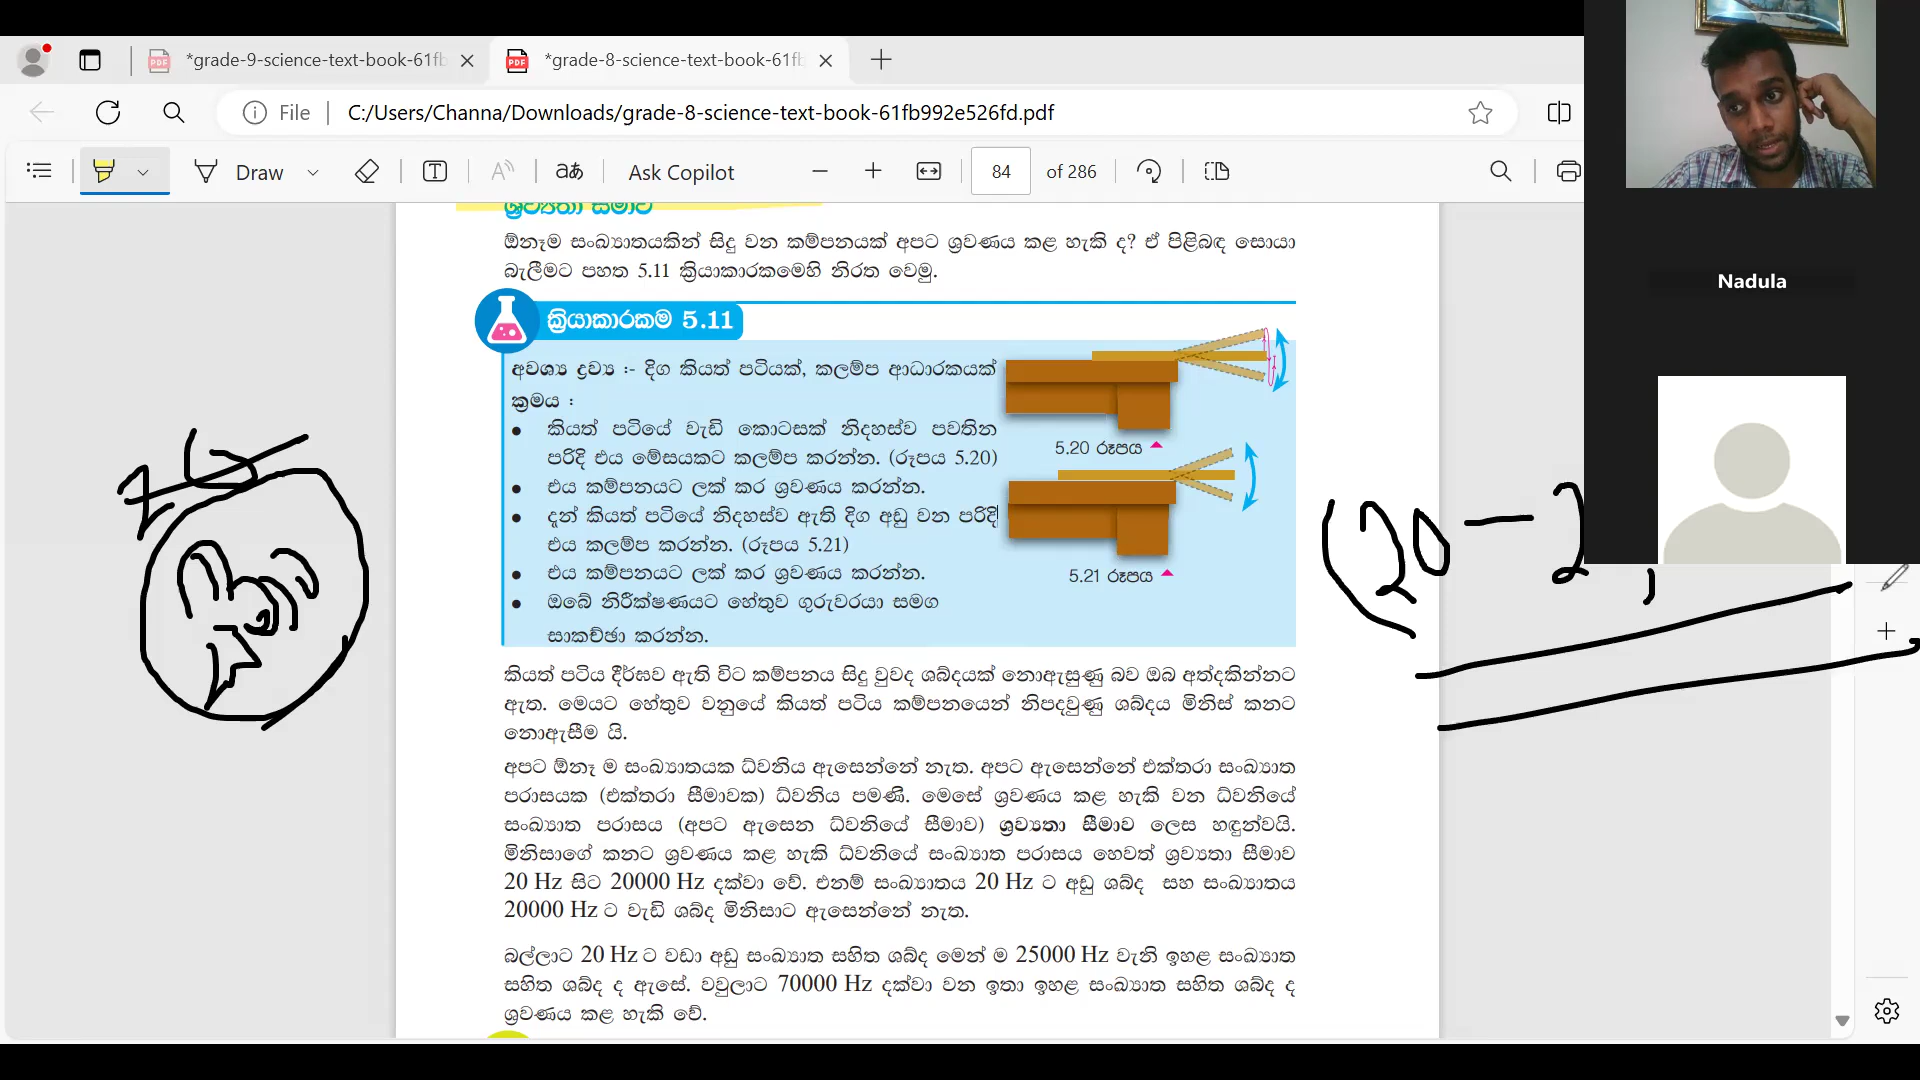 *grade-9-science-text-book-61fb
*grade-8-science-text-book-61fb
File
C:/Users/Channa/Downloads/grade-8-science-text-book-61fb992e526fd.pdf
Draw
Ask Copilot
84 of 286
Nadula
ශ්‍රව්‍යතා සීමාව
ඕනෑම සංඛ්‍යාතයකින් සිදු වන කම්පනයක් අපට ශ්‍රවණය කළ හැකි ද? ඒ පිළිබඳ සොයා
බැලීමට පහත 5.11 ක්‍රියාකාරකමෙහි නිරත වෙමු.
ක්‍රියාකාරකම 5.11
අවශ්‍ය ද්‍රව්‍ය :- දිග කියත් පටියක්, කලම්ප ආධාරකයක්
ක්‍රමය :
• කියත් පටියේ වැඩි කොටසක් නිදහස්ව පවතින
පරිදි එය මේසයකට කලම්ප කරන්න. (රූපය 5.20)
• එය කම්පනයට ලක් කර ශ්‍රවණය කරන්න.
• දැන් කියත් පටියේ නිදහස්ව ඇති දිග අඩු වන පරිදි
එය කලම්ප කරන්න. (රූපය 5.21)
• එය කම්පනයට ලක් කර ශ්‍රවණය කරන්න.
• ඔබේ නිරීක්ෂණයට හේතුව ගුරුවරයා සමග
සාකච්ඡා කරන්න.
5.20 රූපය
5.21 රූපය
(20 – 2
කියත් පටිය දීර්ඝව ඇති විට කම්පනය සිදු වුවද ශබ්දයක් නොඇසුණු බව ඔබ අත්දකින්නට
ඇත. මෙයට හේතුව වනුයේ කියත් පටිය කම්පනයෙන් නිපදවුණු ශබ්දය මිනිස් කනට
නොඇසීම යි.
අපට ඕනෑ ම සංඛ්‍යාතයක ධ්වනිය ඇසෙන්නේ නැත. අපට ඇසෙන්නේ එක්තරා සංඛ්‍යාත
පරාසයක (එක්තරා සීමාවක) ධ්වනිය පමණි. මෙසේ ශ්‍රවණය කළ හැකි වන ධ්වනියේ
සංඛ්‍යාත පරාසය (අපට ඇසෙන ධ්වනියේ සීමාව) ශ්‍රව්‍යතා සීමාව ලෙස හඳුන්වයි.
මිනිසාගේ කනට ශ්‍රවණය කළ හැකි ධ්වනියේ සංඛ්‍යාත පරාසය හෙවත් ශ්‍රව්‍යතා සීමාව
20 Hz සිට 20000 Hz දක්වා වේ. එනම් සංඛ්‍යාතය 20 Hz ට අඩු ශබ්ද සහ සංඛ්‍යාතය
20000 Hz ට වැඩි ශබ්ද මිනිසාට ඇසෙන්නේ නැත.
බල්ලාට 20 Hz ට වඩා අඩු සංඛ්‍යාත සහිත ශබ්ද මෙන් ම 25000 Hz වැනි ඉහළ සංඛ්‍යාත
සහිත ශබ්ද ද ඇසේ. වවුලාට 70000 Hz දක්වා වන ඉතා ඉහළ සංඛ්‍යාත සහිත ශබ්ද ද
ශ්‍රවණය කළ හැකි වේ.